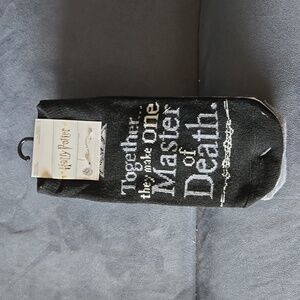 Harry Potter
Together...
they make one
Master
of
Death.